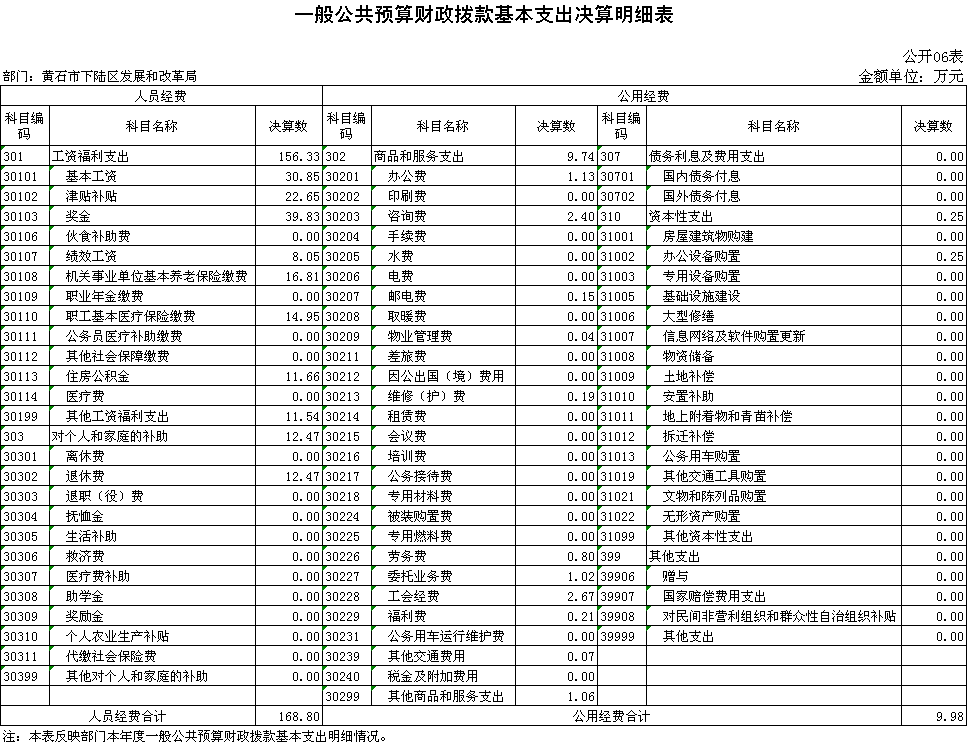 一般公共预算财政拨款基本支出决算明细表
公开06表
部门：黄石市下陆区发展和改革局 金额单位：万元
人员经费 公用经费
科目编码 科目名称 决算数 科目编码 科目名称 决算数 科目编码 科目名称 决算数
301 工资福利支出 156.33 302 商品和服务支出 9.74 307 债务利息及费用支出 0.00
30101 基本工资 30.85 30201 办公费 1.13 30701 国内债务付息 0.00
30102 津贴补贴 22.65 30202 印刷费 0.00 30702 国外债务付息 0.00
30103 奖金 39.83 30203 咨询费 2.40 310 资本性支出 0.25
30106 伙食补助费 0.00 30204 手续费 0.00 31001 房屋建筑物购建 0.00
30107 绩效工资 8.05 30205 水费 0.00 31002 办公设备购置 0.25
30108 机关事业单位基本养老保险缴费 16.81 30206 电费 0.00 31003 专用设备购置 0.00
30109 职业年金缴费 0.00 30207 邮电费 0.15 31005 基础设施建设 0.00
30110 职工基本医疗保险缴费 14.95 30208 取暖费 0.00 31006 大型修缮 0.00
30111 公务员医疗补助缴费 0.00 30209 物业管理费 0.04 31007 信息网络及软件购置更新 0.00
30112 其他社会保障缴费 0.00 30211 差旅费 0.00 31008 物资储备 0.00
30113 住房公积金 11.66 30212 因公出国（境）费用 0.00 31009 土地补偿 0.00
30114 医疗费 0.00 30213 维修（护）费 0.19 31010 安置补助 0.00
30199 其他工资福利支出 11.54 30214 租赁费 0.00 31011 地上附着物和青苗补偿 0.00
303 对个人和家庭的补助 12.47 30215 会议费 0.00 31012 拆迁补偿 0.00
30301 离休费 0.00 30216 培训费 0.00 31013 公务用车购置 0.00
30302 退休费 12.47 30217 公务接待费 0.00 31019 其他交通工具购置 0.00
30303 退职（役）费 0.00 30218 专用材料费 0.00 31021 文物和陈列品购置 0.00
30304 抚恤金 0.00 30224 被装购置费 0.00 31022 无形资产购置 0.00
30305 生活补助 0.00 30225 专用燃料费 0.00 31099 其他资本性支出 0.00
30306 救济费 0.00 30226 劳务费 0.80 399 其他支出 0.00
30307 医疗费补助 0.00 30227 委托业务费 1.02 39906 赠与 0.00
30308 助学金 0.00 30228 工会经费 2.67 39907 国家赔偿费用支出 0.00
30309 奖励金 0.00 30229 福利费 0.21 39908 对民间非营利组织和群众性自治组织补贴 0.00
30310 个人农业生产补贴 0.00 30231 公务用车运行维护费 0.00 39999 其他支出 0.00
30311 代缴社会保险费 0.00 30239 其他交通费用 0.07
30399 其他对个人和家庭的补助 0.00 30240 税金及附加费用 0.00
30299 其他商品和服务支出 1.06
人员经费合计 168.80 公用经费合计 9.98
注：本表反映部门本年度一般公共预算财政拨款基本支出明细情况。